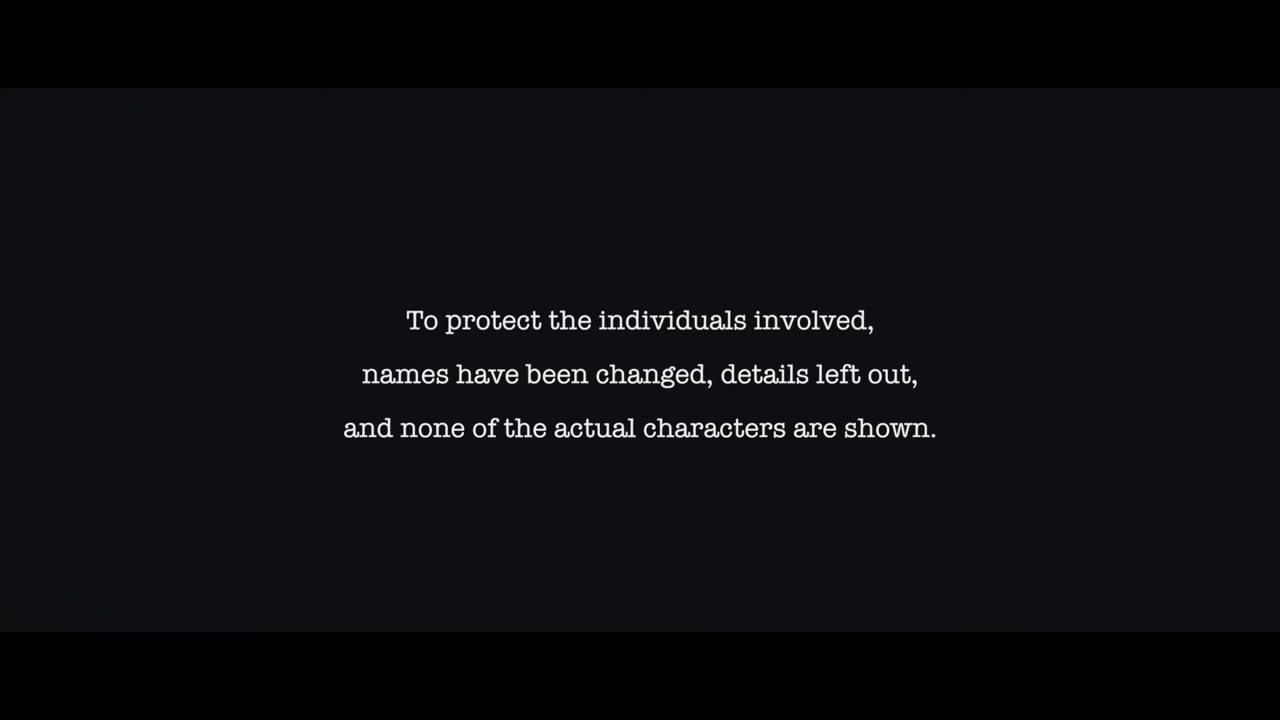 To protect the individuals involved,
names have been changed, details left out,
and none of the actual characters are shown.